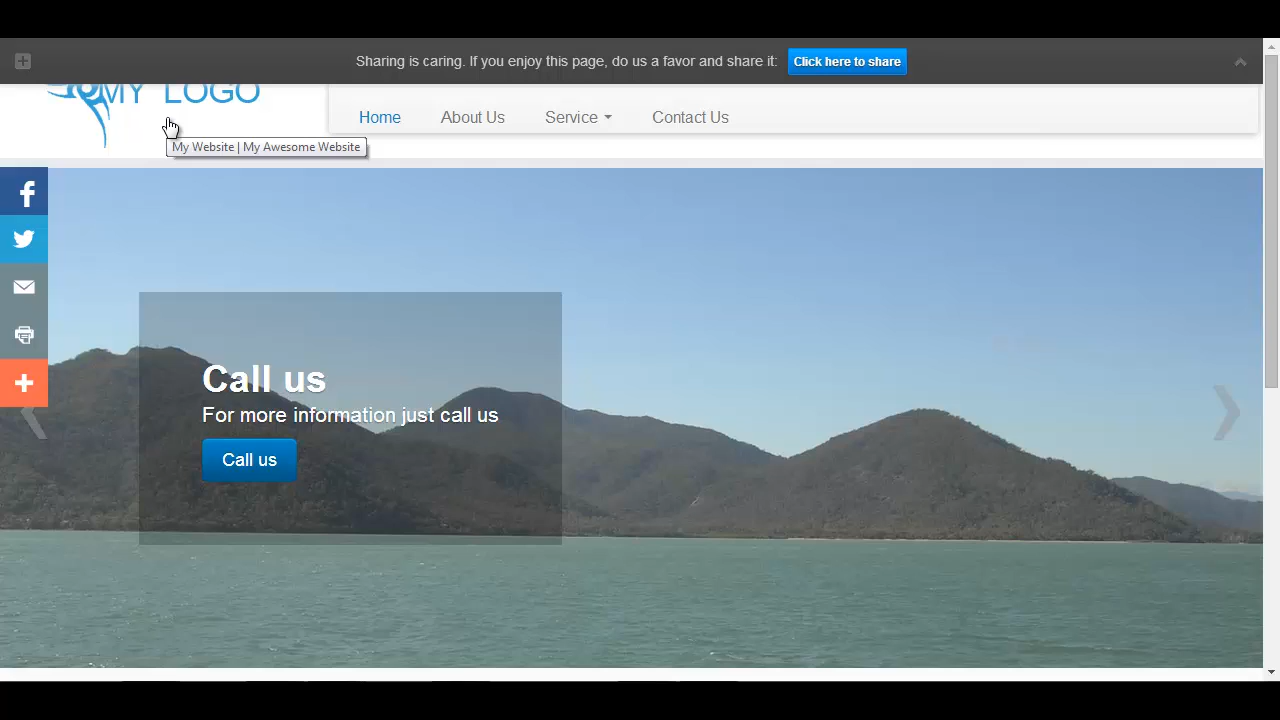 Sharing is caring. If you enjoy this page, do us a favor and share it: Click here to share
MY LOGO
Home About Us Service Contact Us
My Website | My Awesome Website
Call us
For more information just call us
Call us